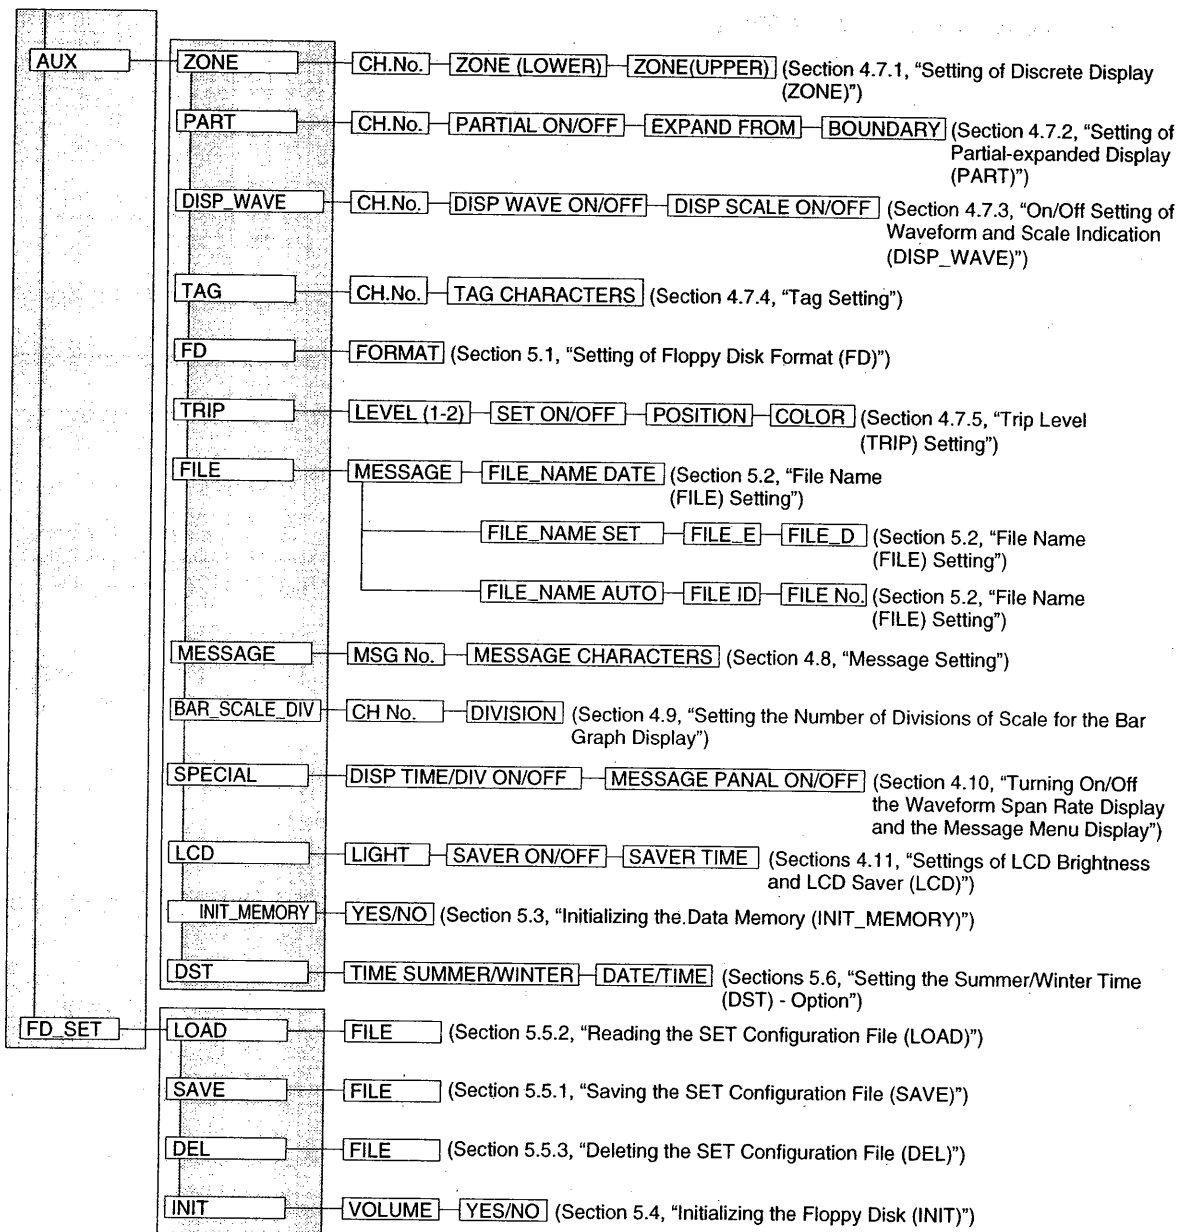 AUX ZONE CH.No. ZONE (LOWER) ZONE(UPPER) (Section 4.7.1, “Setting of Discrete Display
(ZONE)”)
PART CH.No. PARTIAL ON/OFF EXPAND FROM BOUNDARY (Section 4.7.2, “Setting of
Partial-expanded Display
(PART)”)
DISP_WAVE CH.No. DISP WAVE ON/OFF DISP SCALE ON/OFF (Section 4.7.3, “On/Off Setting of
Waveform and Scale Indication
(DISP_WAVE)”)
TAG CH.No. TAG CHARACTERS (Section 4.7.4, “Tag Setting”)
FD FORMAT (Section 5.1, “Setting of Floppy Disk Format (FD)”)
TRIP LEVEL (1-2) SET ON/OFF POSITION COLOR (Section 4.7.5, “Trip Level
(TRIP) Setting”)
FILE MESSAGE FILE_NAME DATE (Section 5.2, “File Name
(FILE) Setting”)
FILE_NAME SET FILE_E FILE_D (Section 5.2, “File Name
(FILE) Setting”)
FILE_NAME AUTO FILE ID FILE No. (Section 5.2, “File Name
(FILE) Setting”)
MESSAGE MSG No. MESSAGE CHARACTERS (Section 4.8, “Message Setting”)
BAR_SCALE_DIV CH No. DIVISION (Section 4.9, “Setting the Number of Divisions of Scale for the Bar
Graph Display”)
SPECIAL DISP TIME/DIV ON/OFF MESSAGE PANAL ON/OFF (Section 4.10, “Turning On/Off
the Waveform Span Rate Display
and the Message Menu Display”)
LCD LIGHT SAVER ON/OFF SAVER TIME (Sections 4.11, “Settings of LCD Brightness
and LCD Saver (LCD)”)
INIT_MEMORY YES/NO (Section 5.3, “Initializing the Data Memory (INIT_MEMORY)”)
DST TIME SUMMER/WINTER DATE/TIME (Sections 5.6, “Setting the Summer/Winter Time
(DST) - Option”)
FD_SET LOAD FILE (Section 5.5.2, “Reading the SET Configuration File (LOAD)”)
SAVE FILE (Section 5.5.1, “Saving the SET Configuration File (SAVE)”)
DEL FILE (Section 5.5.3, “Deleting the SET Configuration File (DEL)”)
INIT VOLUME YES/NO (Section 5.4, “Initializing the Floppy Disk (INIT)”)